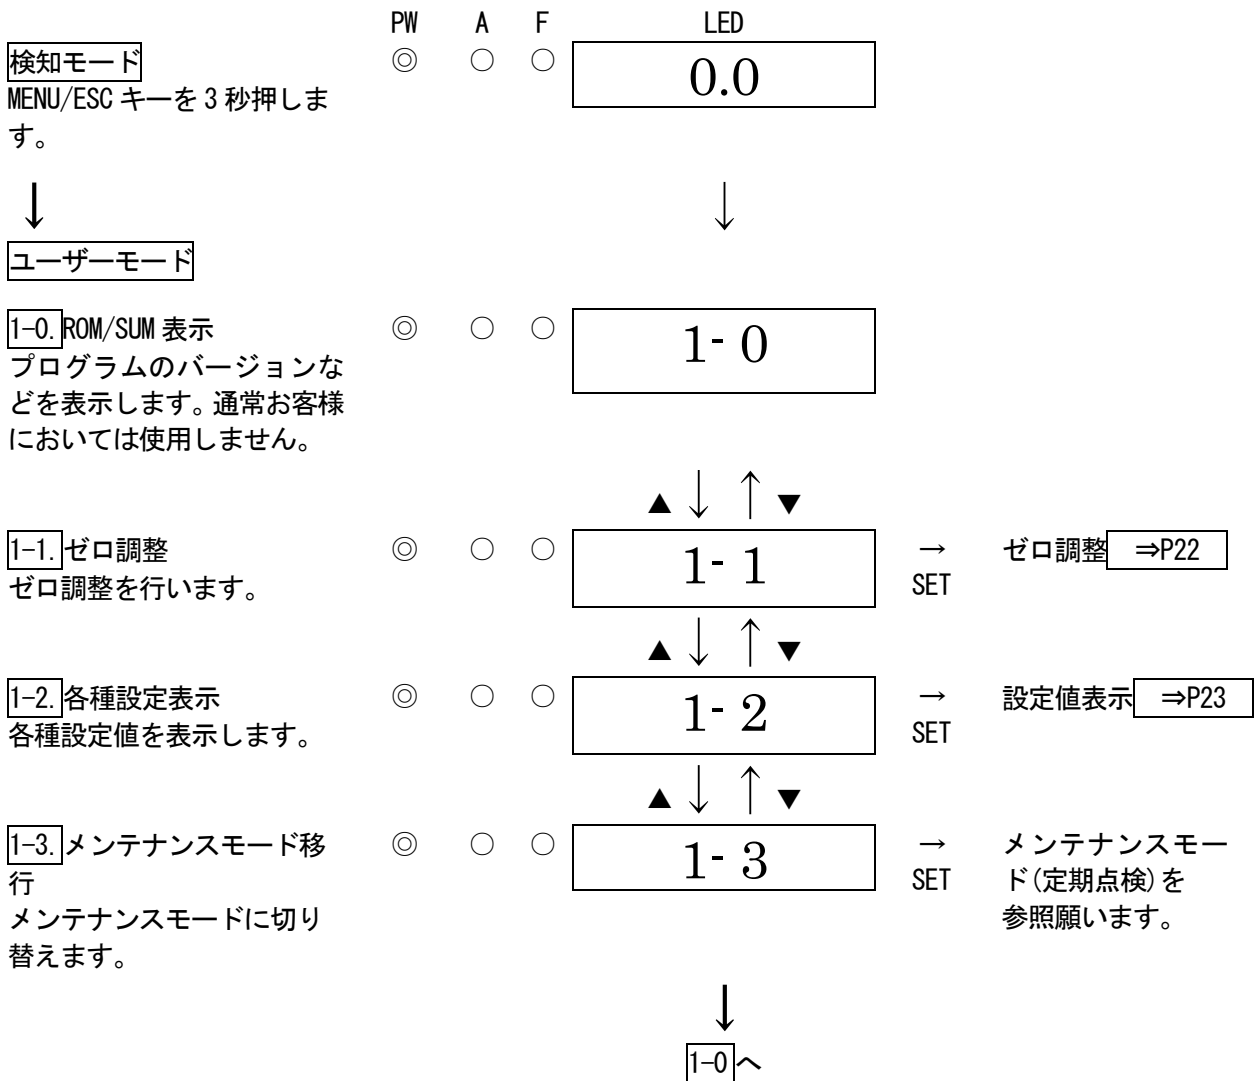 PW A F LED
検知モード ◎ ○ ○ 0.0
MENU/ESC キーを 3 秒押しま
す。
↓ ↓
ユーザーモード
1-0. ROM/SUM 表示 ◎ ○ ○ 1- 0
プログラムのバージョンな
どを表示します。通常お客様
においては使用しません。
▲ ↓ ↑ ▼
1-1. ゼロ調整 ◎ ○ ○ 1- 1 → ゼロ調整 ⇒P22
ゼロ調整を行います。 SET
▲ ↓ ↑ ▼
1-2. 各種設定表示 ◎ ○ ○ 1- 2 → 設定値表示 ⇒P23
各種設定値を表示します。 SET
▲ ↓ ↑ ▼
1-3. メンテナンスモード移 ◎ ○ ○ 1- 3 → メンテナンスモー
行 SET ド(定期点検)を
メンテナンスモードに切り 参照願います。
替えます。
↓
1-0 へ